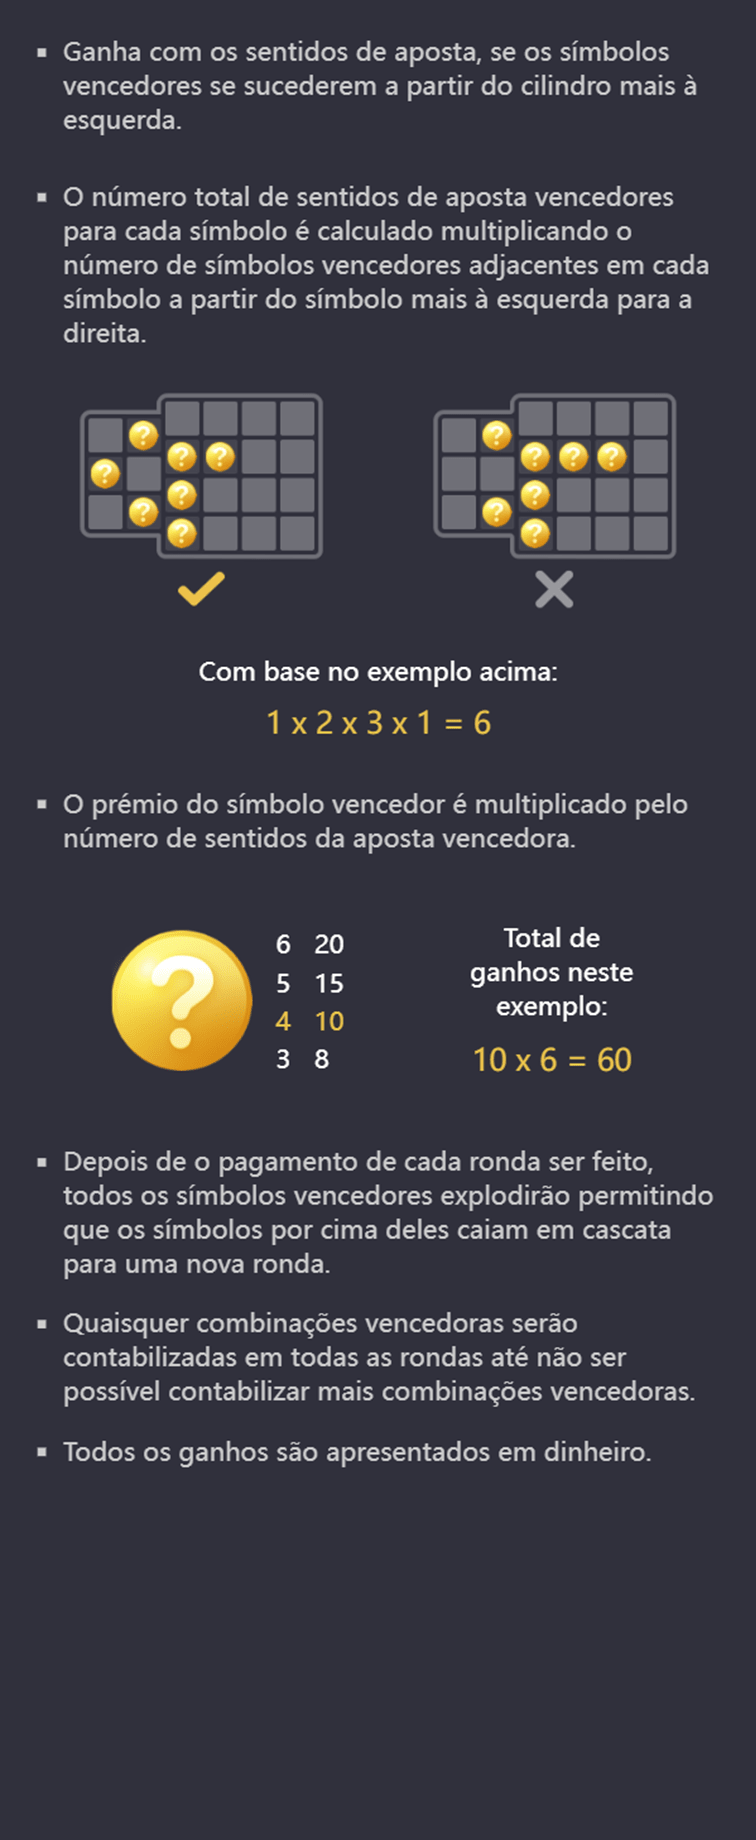 Ganha com os sentidos de aposta, se os símbolos
vencedores se sucederem a partir do cilindro mais à
esquerda.
O número total de sentidos de aposta vencedores
para cada símbolo é calculado multiplicando o
número de símbolos vencedores adjacentes em cada
símbolo a partir do símbolo mais à esquerda para a
direita.
Com base no exemplo acima:
1 x 2 x 3 x 1 = 6
O prémio do símbolo vencedor é multiplicado pelo
número de sentidos da aposta vencedora.
6 20
5 15
4 10
3 8
Total de
ganhos neste
exemplo:
10 x 6 = 60
Depois de o pagamento de cada ronda ser feito,
todos os símbolos vencedores explodirão permitindo
que os símbolos por cima deles caiam em cascata
para uma nova ronda.
Quaisquer combinações vencedoras serão
contabilizadas em todas as rondas até não ser
possível contabilizar mais combinações vencedoras.
Todos os ganhos são apresentados em dinheiro.